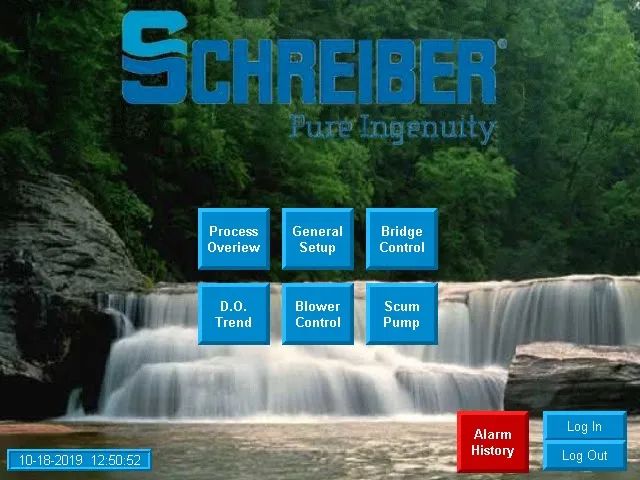 SCHREIBER®
Pure Ingenuity
Process
Overiew
General
Setup
Bridge
Control
D.O.
Trend
Blower
Control
Scum
Pump
Alarm
History
Log In
Log Out
10-18-2019 12:50:52